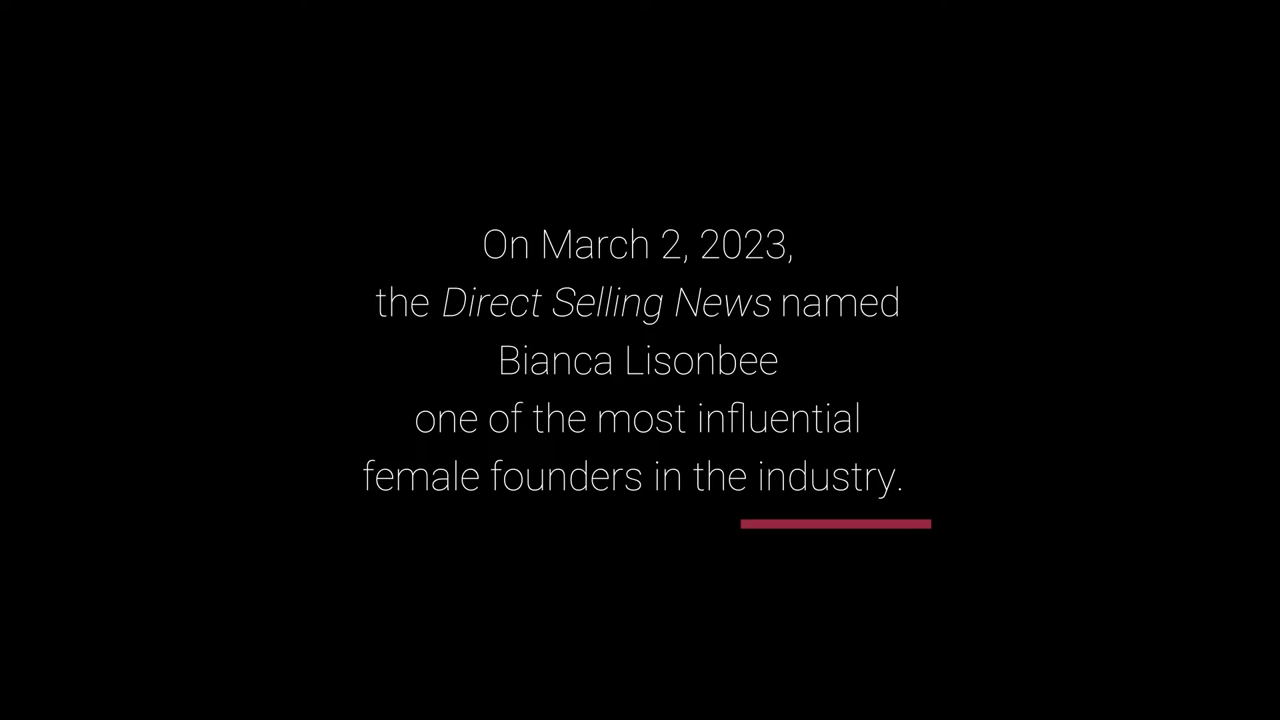 On March 2, 2023,
the Direct Selling News named
Bianca Lisonbee
one of the most influential
female founders in the industry.